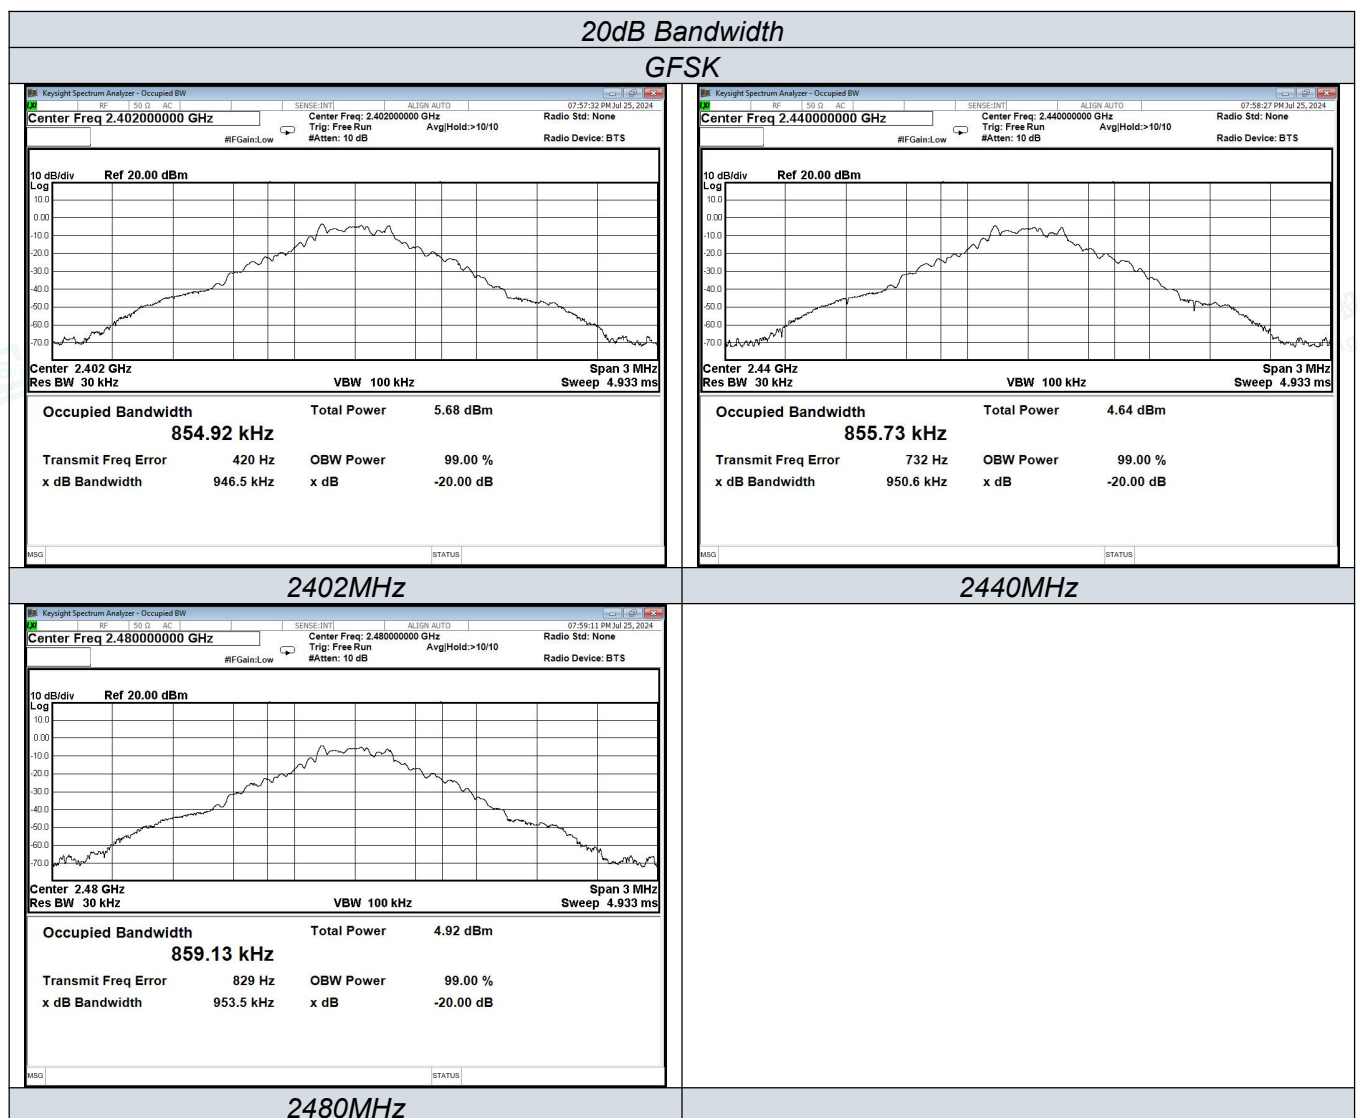 20dB Bandwidth
GFSK
Keysight Spectrum Analyzer - Occupied BW
LXI RF 50 Ω AC SENSE:INT ALIGN AUTO 07:57:32 PM Jul 25, 2024
Center Freq 2.402000000 GHz Center Freq: 2.402000000 GHz Radio Std: None
Trig: Free Run Avg|Hold:>10/10
#IFGain:Low #Atten: 10 dB Radio Device: BTS
10 dB/div Ref 20.00 dBm
Log
10.0
0.00
-10.0
-20.0
-30.0
-40.0
-50.0
-60.0
-70.0
Center 2.402 GHz Span 3 MHz
Res BW 30 kHz VBW 100 kHz Sweep 4.933 ms
Occupied Bandwidth Total Power 5.68 dBm
854.92 kHz
Transmit Freq Error 420 Hz OBW Power 99.00 %
x dB Bandwidth 946.5 kHz x dB -20.00 dB
MSG STATUS
Keysight Spectrum Analyzer - Occupied BW
LXI RF 50 Ω AC SENSE:INT ALIGN AUTO 07:58:27 PM Jul 25, 2024
Center Freq 2.440000000 GHz Center Freq: 2.440000000 GHz Radio Std: None
Trig: Free Run Avg|Hold:>10/10
#IFGain:Low #Atten: 10 dB Radio Device: BTS
10 dB/div Ref 20.00 dBm
Log
10.0
0.00
-10.0
-20.0
-30.0
-40.0
-50.0
-60.0
-70.0
Center 2.44 GHz Span 3 MHz
Res BW 30 kHz VBW 100 kHz Sweep 4.933 ms
Occupied Bandwidth Total Power 4.64 dBm
855.73 kHz
Transmit Freq Error 732 Hz OBW Power 99.00 %
x dB Bandwidth 950.6 kHz x dB -20.00 dB
MSG STATUS
2402MHz 2440MHz
Keysight Spectrum Analyzer - Occupied BW
LXI RF 50 Ω AC SENSE:INT ALIGN AUTO 07:59:11 PM Jul 25, 2024
Center Freq 2.480000000 GHz Center Freq: 2.480000000 GHz Radio Std: None
Trig: Free Run Avg|Hold:>10/10
#IFGain:Low #Atten: 10 dB Radio Device: BTS
10 dB/div Ref 20.00 dBm
Log
10.0
0.00
-10.0
-20.0
-30.0
-40.0
-50.0
-60.0
-70.0
Center 2.48 GHz Span 3 MHz
Res BW 30 kHz VBW 100 kHz Sweep 4.933 ms
Occupied Bandwidth Total Power 4.92 dBm
859.13 kHz
Transmit Freq Error 829 Hz OBW Power 99.00 %
x dB Bandwidth 953.5 kHz x dB -20.00 dB
MSG STATUS
2480MHz